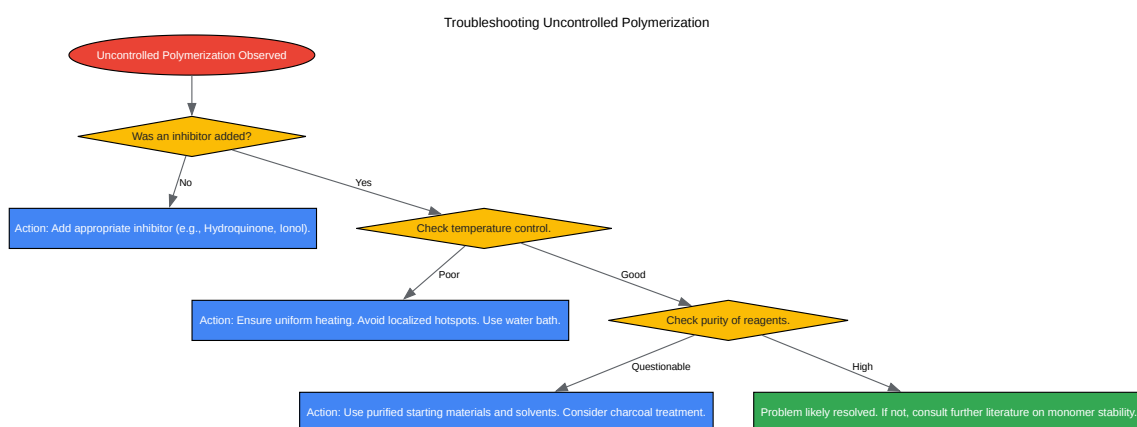 Troubleshooting Uncontrolled Polymerization
Uncontrolled Polymerization Observed
Was an inhibitor added?
No
Yes
Action: Add appropriate inhibitor (e.g., Hydroquinone, Ionol).
Check temperature control.
Poor
Good
Action: Ensure uniform heating. Avoid localized hotspots. Use water bath.
Check purity of reagents.
Questionable
High
Action: Use purified starting materials and solvents. Consider charcoal treatment.
Problem likely resolved. If not, consult further literature on monomer stability.